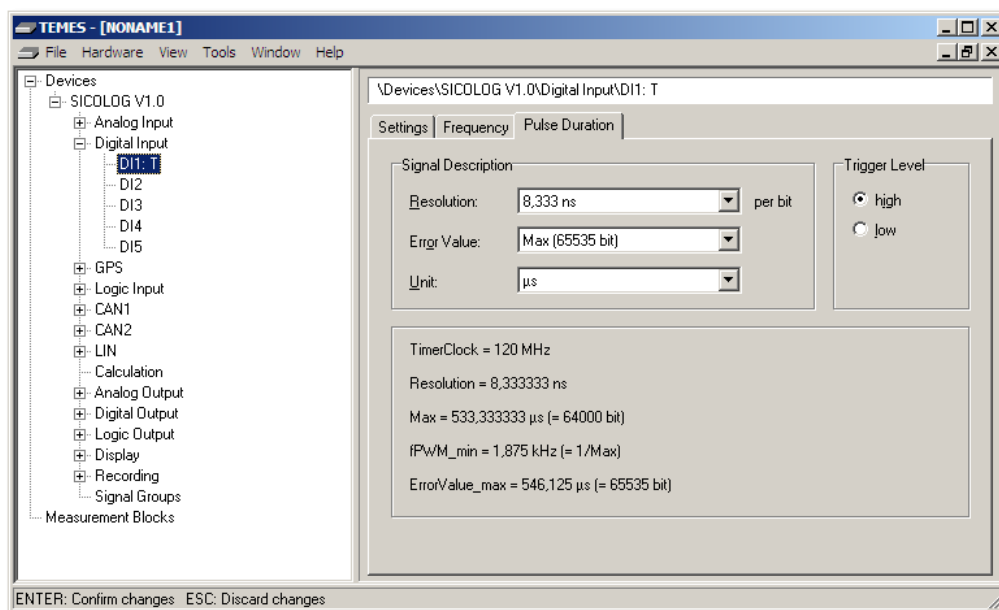 TEMES - [NONAME1]
File Hardware View Tools Window Help
Devices
SICOLOG V1.0
Analog Input
Digital Input
DI1: T
DI2
DI3
DI4
DI5
GPS
Logic Input
CAN1
CAN2
LIN
Calculation
Analog Output
Digital Output
Logic Output
Display
Recording
Signal Groups
Measurement Blocks
\Devices\SICOLOG V1.0\Digital Input\DI1: T
Settings Frequency Pulse Duration
Signal Description
Resolution: 8,333 ns per bit
Error Value: Max (65535 bit)
Unit: µs
Trigger Level
high
low
TimerClock = 120 MHz
Resolution = 8,333333 ns
Max = 533,333333 µs (= 64000 bit)
fPWM_min = 1,875 kHz (= 1/Max)
ErrorValue_max = 546,125 µs (= 65535 bit)
ENTER: Confirm changes ESC: Discard changes